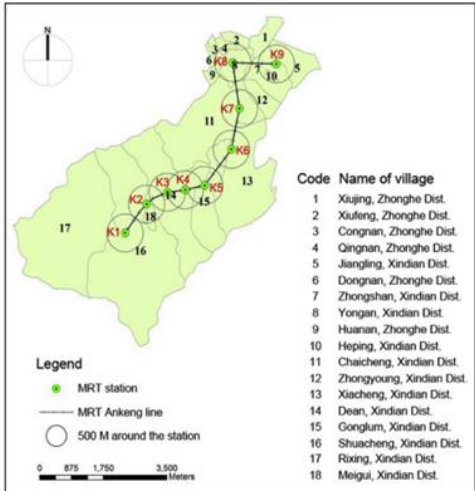 N
1
2
3 4
K8
K9
6
8
7
5
9
10
K7
12
11
K6
13
K3
K4
14
K5
15
K2
18
17
K1
16
Code Name of village
1 Xiujing, Zhonghe Dist.
2 Xiufeng, Zhonghe Dist.
3 Congnan, Zhonghe Dist.
4 Qingnan, Zhonghe Dist.
5 Jiangling, Xindian Dist.
6 Dongnan, Zhonghe Dist.
7 Zhongshan, Xindian Dist.
8 Yongan, Xindian Dist.
9 Huanan, Zhonghe Dist.
10 Heping, Xindian Dist.
11 Chaicheng, Xindian Dist.
12 Zhongyoung, Xindian Dist.
13 Xiacheng, Xindian Dist.
14 Dean, Xindian Dist.
15 Gonglum, Xindian Dist.
16 Shuacheng, Xindian Dist.
17 Rixing, Xindian Dist.
18 Meigui, Xindian Dist.
Legend
MRT station
MRT Ankeng line
500 M around the station
0 875 1,750 3,500
Meters